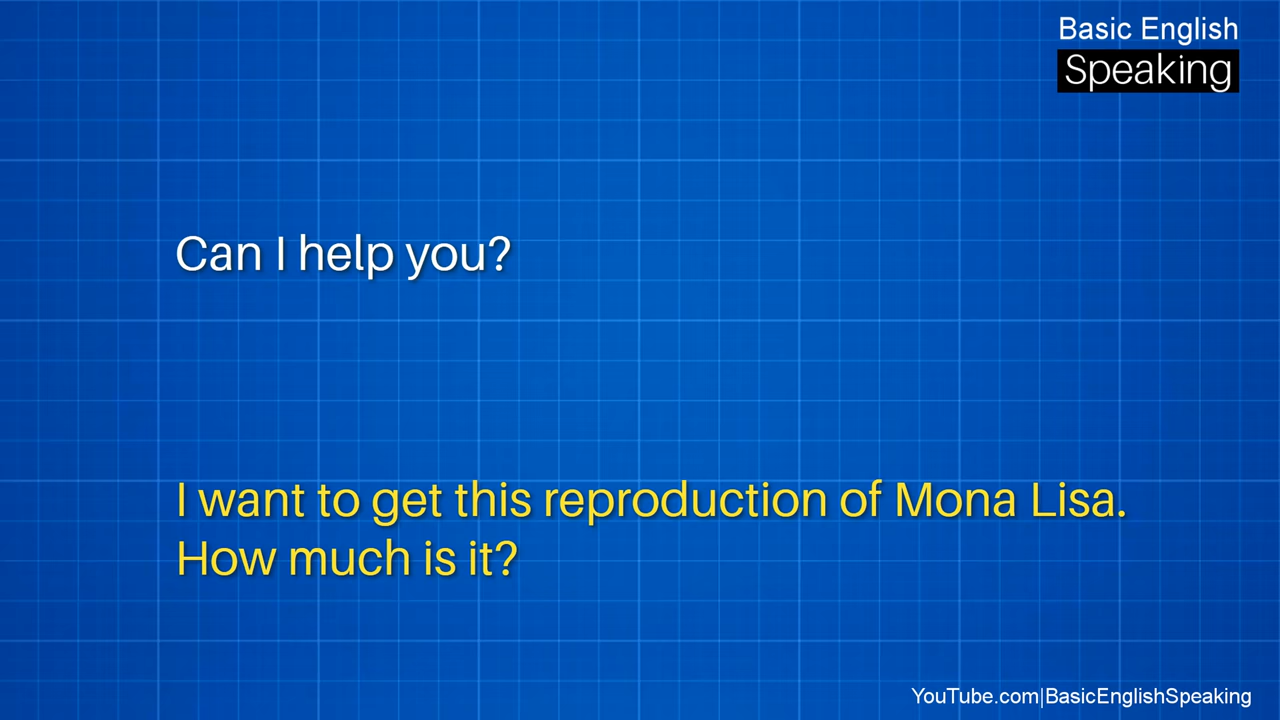 Basic English
Speaking
Can I help you?
I want to get this reproduction of Mona Lisa.
How much is it?
YouTube.com|BasicEnglishSpeaking